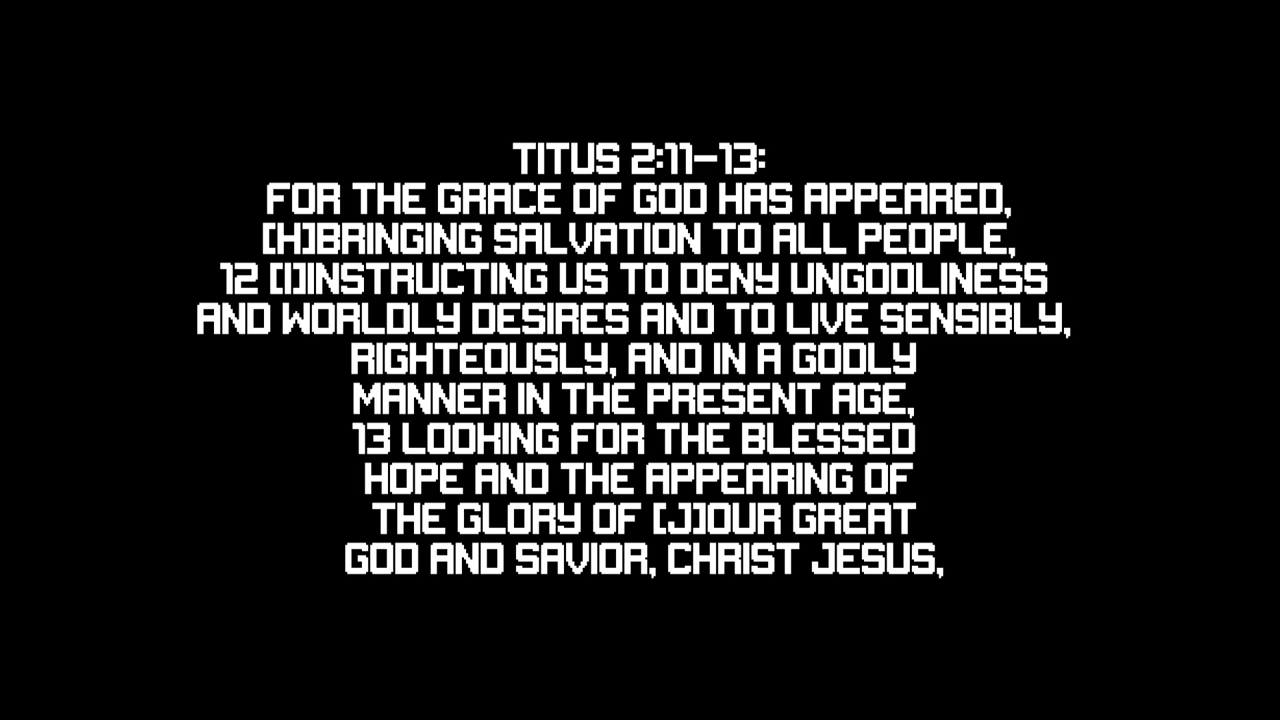 TITUS 2:11–13:
FOR THE GRACE OF GOD HAS APPEARED,
[H]BRINGING SALVATION TO ALL PEOPLE,
12 [I]INSTRUCTING US TO DENY UNGODLINESS
AND WORLDLY DESIRES AND TO LIVE SENSIBLY,
RIGHTEOUSLY, AND IN A GODLY
MANNER IN THE PRESENT AGE,
13 LOOKING FOR THE BLESSED
HOPE AND THE APPEARING OF
THE GLORY OF [J]OUR GREAT
GOD AND SAVIOR, CHRIST JESUS,